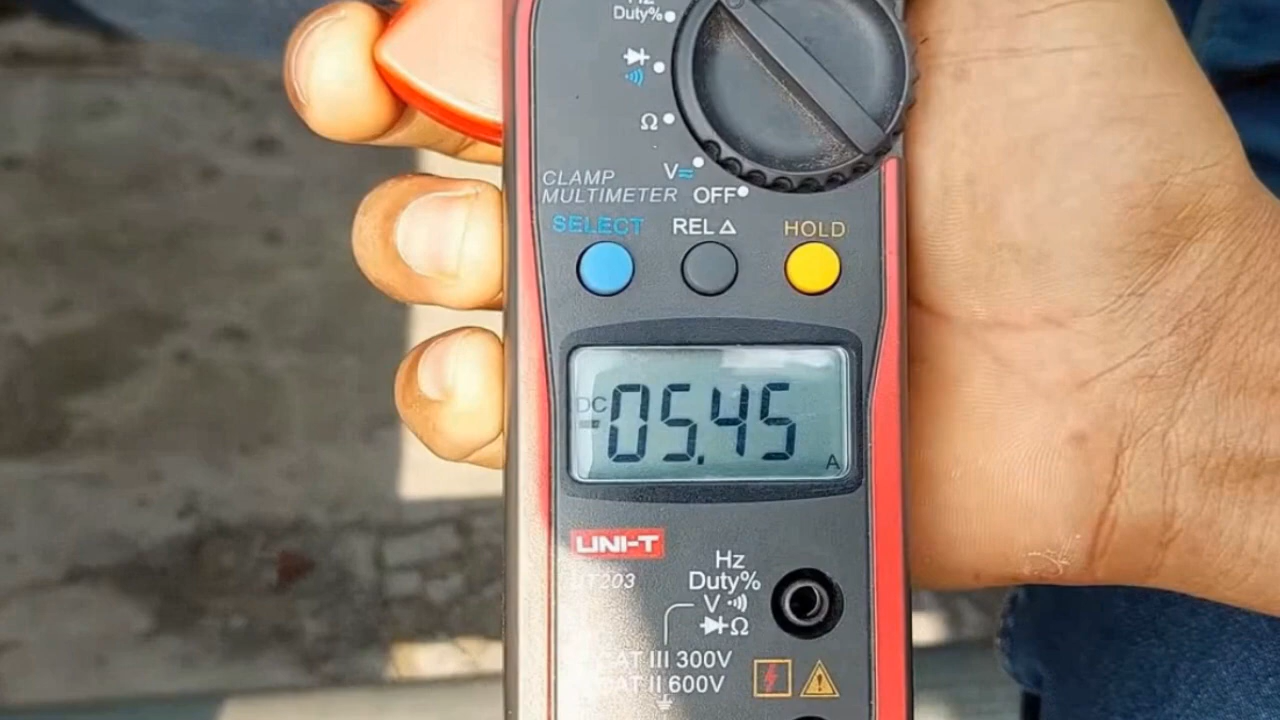 Duty%
Ω
V
CLAMP
MULTIMETER
OFF
SELECT
REL Δ
HOLD
DC
-05.45
A
UNI-T
UT203
Hz
Duty%
V
Ω
CAT III 300V
CAT II 600V